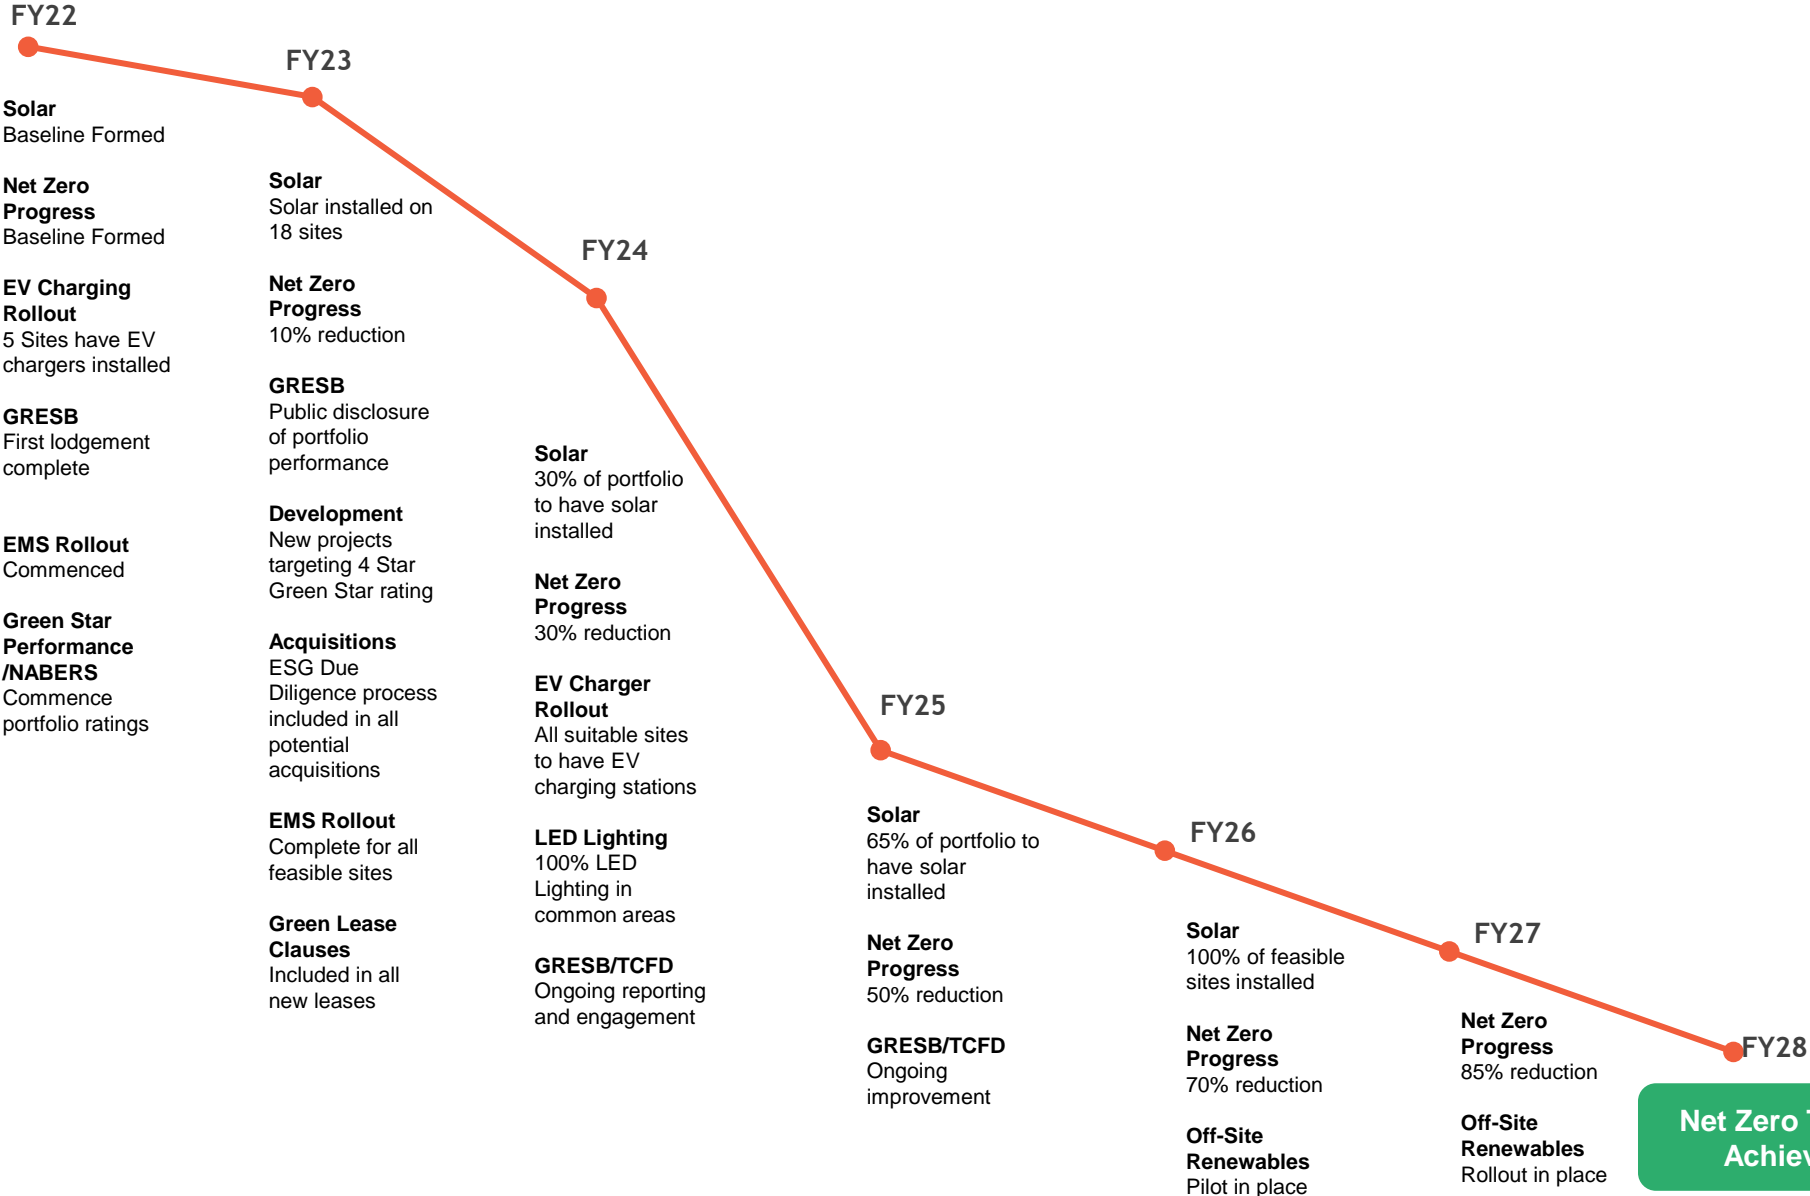 FY22
Solar
Baseline Formed
Net Zero
Progress
Baseline Formed
EV Charging
Rollout
5 Sites have EV
chargers installed
GRESB
First lodgement
complete
EMS Rollout
Commenced
Green Star
Performance
/NABERS
Commence
portfolio ratings
FY23
Solar
Solar installed on
18 sites
Net Zero
Progress
10% reduction
GRESB
Public disclosure
of portfolio
performance
Development
New projects
targeting 4 Star
Green Star rating
Acquisitions
ESG Due
Diligence process
included in all
potential
acquisitions
EMS Rollout
Complete for all
feasible sites
Green Lease
Clauses
Included in all
new leases
FY24
Solar
30% of portfolio
to have solar
installed
Net Zero
Progress
30% reduction
EV Charger
Rollout
All suitable sites
to have EV
charging stations
LED Lighting
100% LED
Lighting in
common areas
GRESB/TCFD
Ongoing reporting
and engagement
FY25
Solar
65% of portfolio to
have solar
installed
Net Zero
Progress
50% reduction
GRESB/TCFD
Ongoing
improvement
FY26
Solar
100% of feasible
sites installed
Net Zero
Progress
70% reduction
Off-Site
Renewables
Pilot in place
FY27
Net Zero
Progress
85% reduction
Off-Site
Renewables
Rollout in place
FY28
Net Zero